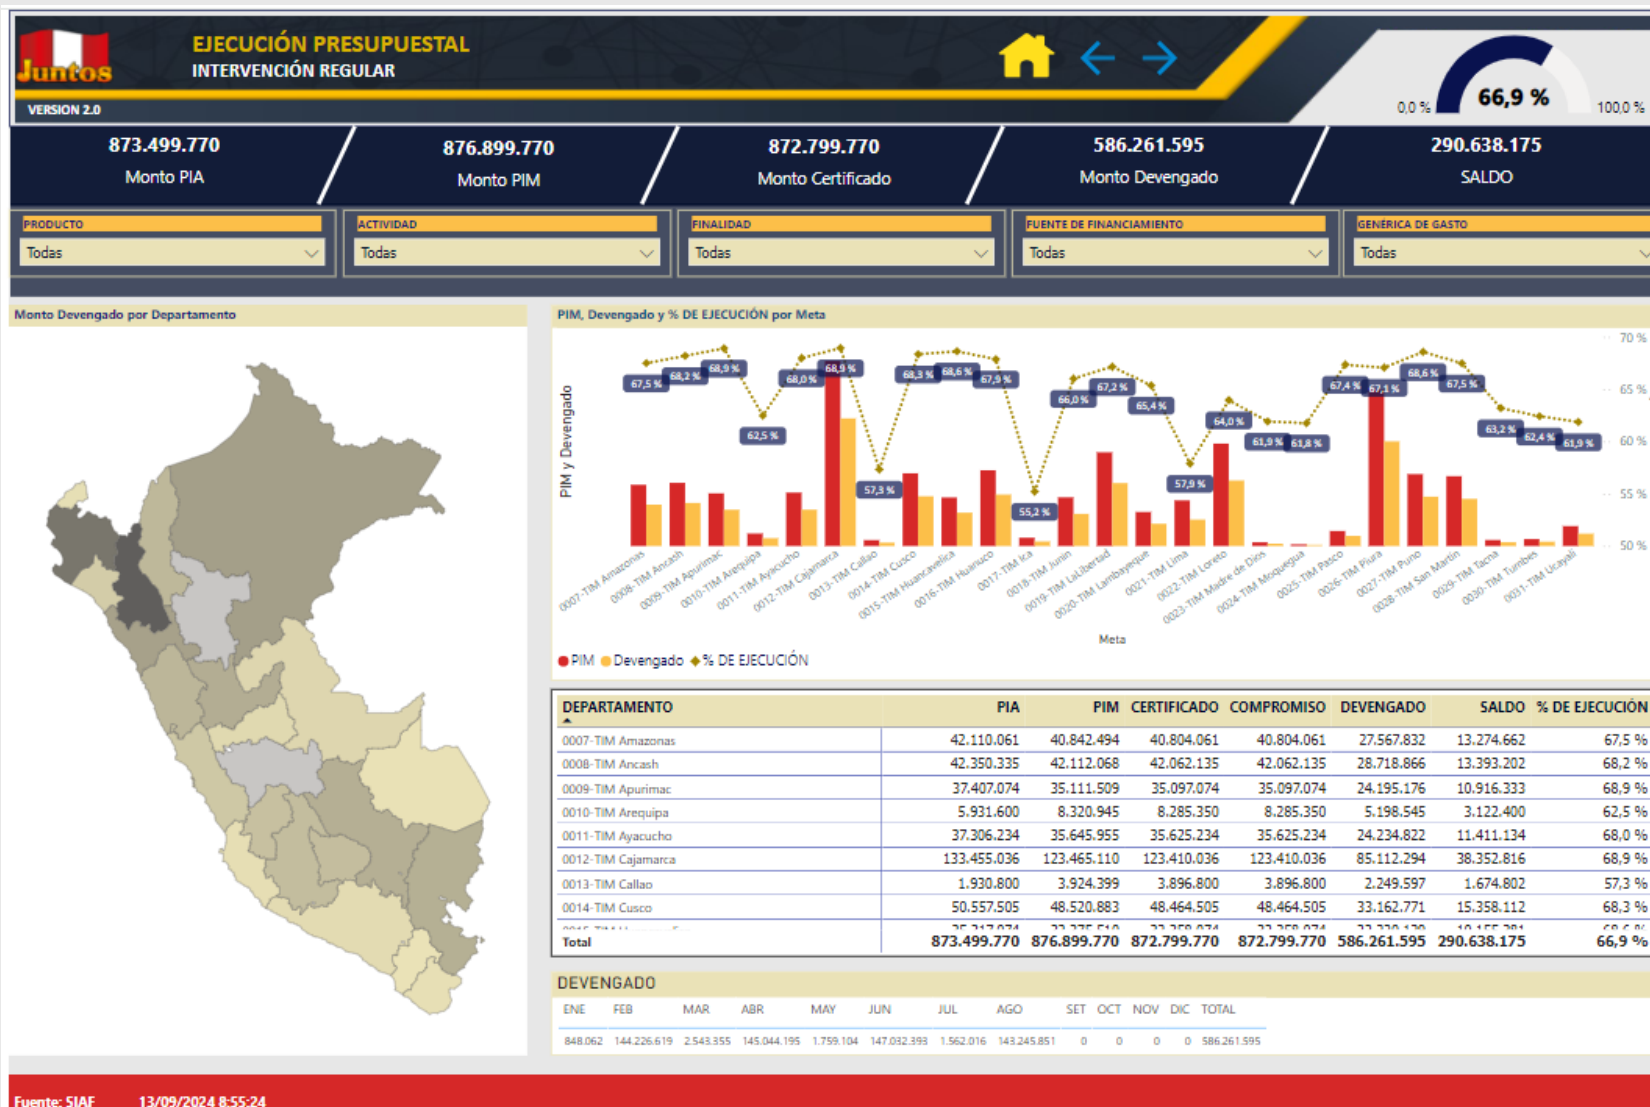 Juntos
EJECUCIÓN PRESUPUESTAL
INTERVENCIÓN REGULAR
VERSION 2.0
0,0 %
66,9 %
100,0 %
873.499.770
Monto PIA
876.899.770
Monto PIM
872.799.770
Monto Certificado
586.261.595
Monto Devengado
290.638.175
SALDO
PRODUCTO
Todas
ACTIVIDAD
Todas
FINALIDAD
Todas
FUENTE DE FINANCIAMIENTO
Todas
GENÉRICA DE GASTO
Todas
Monto Devengado por Departamento
PIM, Devengado y % DE EJECUCIÓN por Meta
PIM y Devengado
70 %
65 %
60 %
55 %
50 %
67,5 %
68,2 %
68,9 %
62,5 %
68,0 %
68,9 %
57,3 %
68,3 %
68,6 %
67,9 %
55,2 %
66,0 %
67,2 %
65,4 %
57,9 %
64,0 %
61,9 %
61,8 %
67,4 %
67,1 %
68,6 %
67,5 %
63,2 %
62,4 %
61,9 %
0007-TIM Amazonas
0008-TIM Ancash
0009-TIM Apurimac
0010-TIM Arequipa
0011-TIM Ayacucho
0012-TIM Cajamarca
0013-TIM Callao
0014-TIM Cusco
0015-TIM Huancavelica
0016-TIM Huanuco
0017-TIM Ica
0018-TIM Junin
0019-TIM LaLibertad
0020-TIM Lambayeque
0021-TIM Lima
0022-TIM Loreto
0023-TIM Madre de Dios
0024-TIM Moquegua
0025-TIM Pasco
0026-TIM Piura
0027-TIM Puno
0028-TIM San Martin
0029-TIM Tacna
0030-TIM Tumbes
0031-TIM Ucayali
Meta
PIM Devengado % DE EJECUCIÓN
DEPARTAMENTO PIA PIM CERTIFICADO COMPROMISO DEVENGADO SALDO % DE EJECUCIÓN
0007-TIM Amazonas 42.110.061 40.842.494 40.804.061 40.804.061 27.567.832 13.274.662 67,5 %
0008-TIM Ancash 42.350.335 42.112.068 42.062.135 42.062.135 28.718.866 13.393.202 68,2 %
0009-TIM Apurimac 37.407.074 35.111.509 35.097.074 35.097.074 24.195.176 10.916.333 68,9 %
0010-TIM Arequipa 5.931.600 8.320.945 8.285.350 8.285.350 5.198.545 3.122.400 62,5 %
0011-TIM Ayacucho 37.306.234 35.645.955 35.625.234 35.625.234 24.234.822 11.411.134 68,0 %
0012-TIM Cajamarca 133.455.036 123.465.110 123.410.036 123.410.036 85.112.294 38.352.816 68,9 %
0013-TIM Callao 1.930.800 3.924.399 3.896.800 3.896.800 2.249.597 1.674.802 57,3 %
0014-TIM Cusco 50.557.505 48.520.883 48.464.505 48.464.505 33.162.771 15.358.112 68,3 %
Total 873.499.770 876.899.770 872.799.770 872.799.770 586.261.595 290.638.175 66,9 %
DEVENGADO
ENE FEB MAR ABR MAY JUN JUL AGO SET OCT NOV DIC TOTAL
848.062 144.226.619 2.543.355 145.044.195 1.759.104 147.032.393 1.562.016 143.245.851 0 0 0 0 586.261.595
Fuente: SIAF 13/09/2024 8:55:24